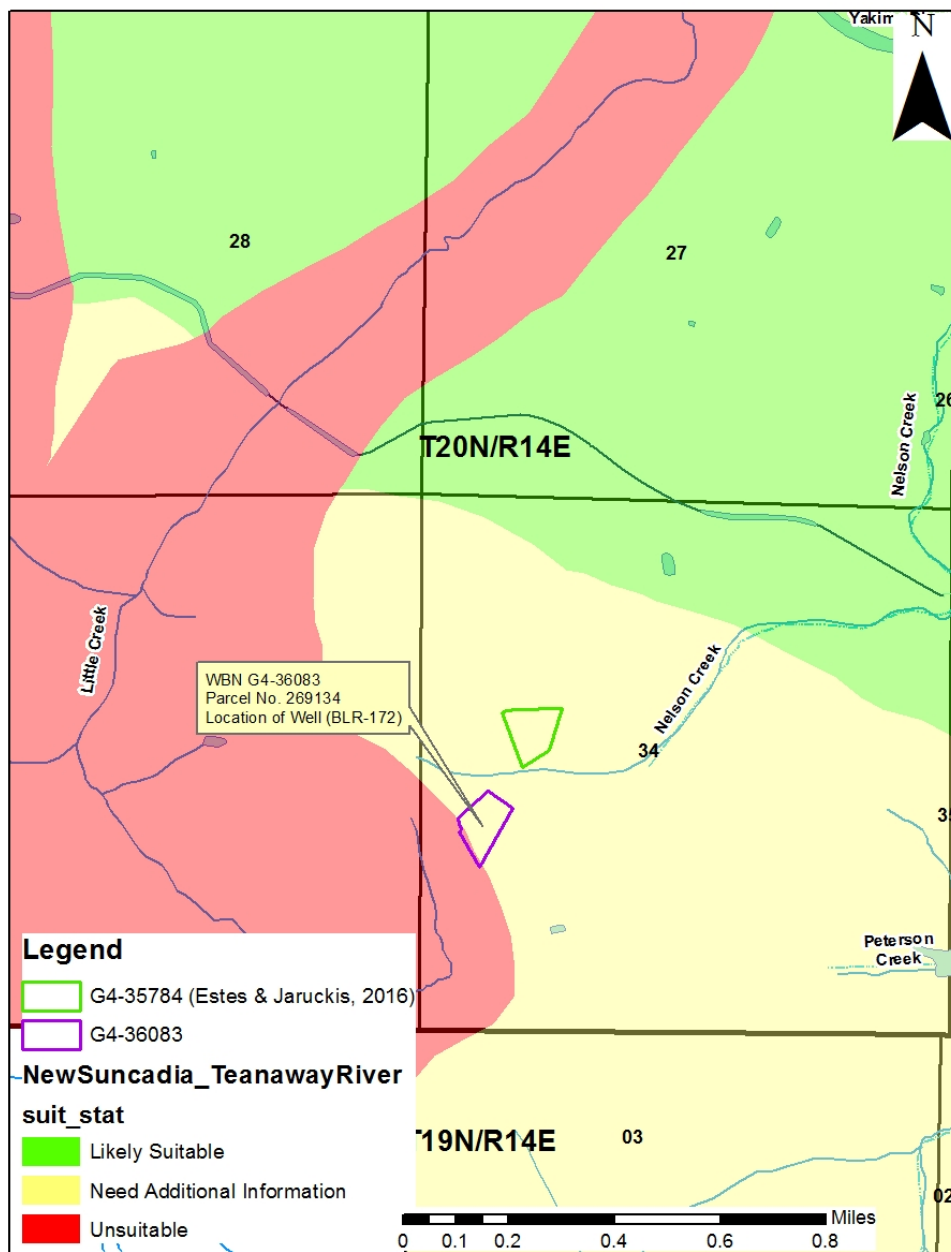 Yakim
N
28
27
26
Nelson Creek
T20N/R14E
Little Creek
WBN G4-36083
Parcel No. 269134
Location of Well (BLR-172)
Nelson Creek
34
35
Peterson
Creek
Legend
G4-35784 (Estes & Jaruckis, 2016)
G4-36083
NewSuncadia_TeanawayRiver
suit_stat
Likely Suitable
Need Additional Information
Unsuitable
T19N/R14E
03
02
Miles
0 0.1 0.2 0.4 0.6 0.8